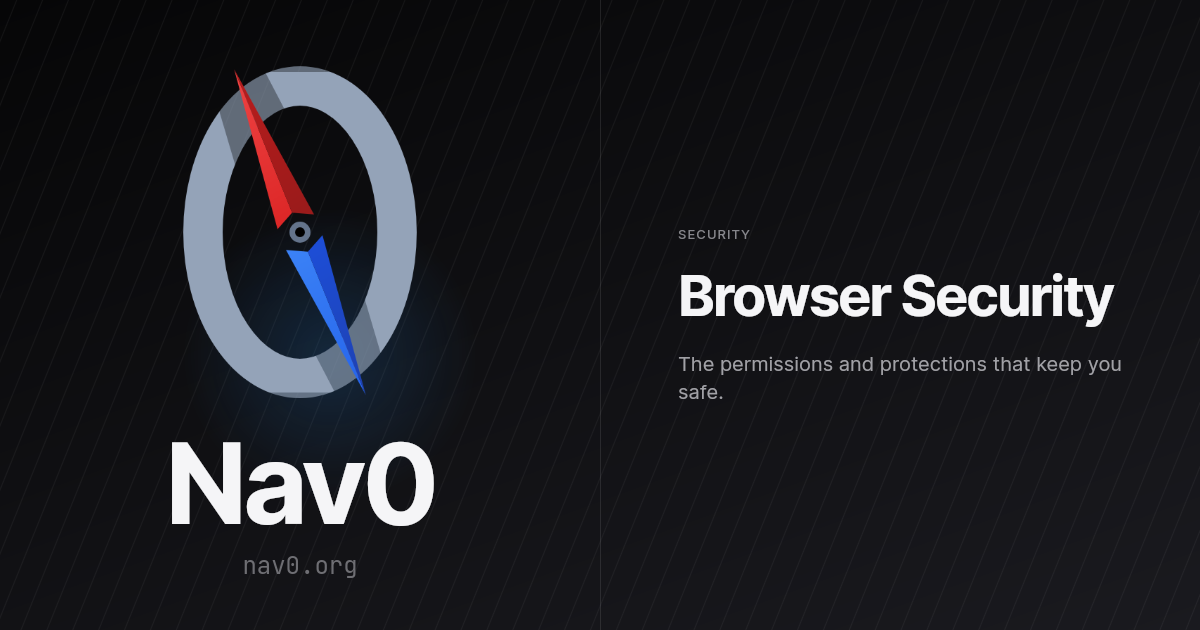 Nav0
nav0.org
SECURITY
Browser Security
The permissions and protections that keep you
safe.